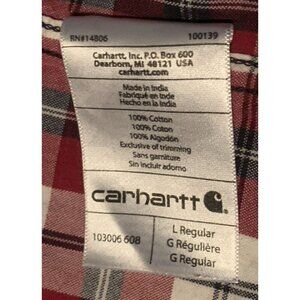 RN#14806 100139
Carhartt, Inc. P.O. Box 600
Dearborn, MI 48121 USA
carhartt.com
Made in India
Fabriqué en Inde
Hecho en la India
100% Cotton
100% Coton
100% Algodón
Exclusive of trimming
Sans garniture
Sin incluir adorno
carhartt
103006 608
L Regular
G Régulière
G Regular